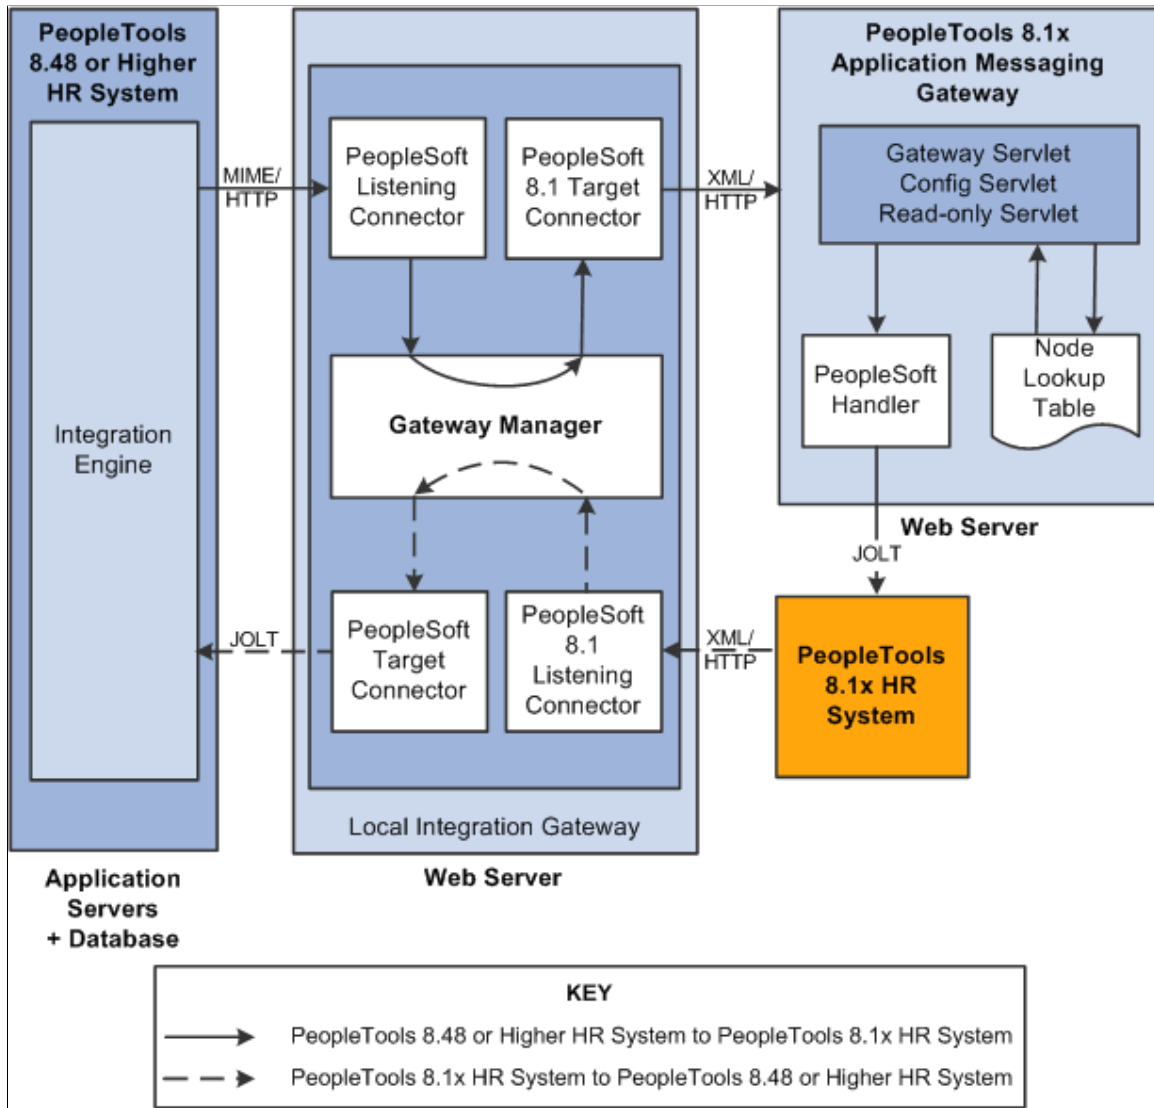 PeopleTools
8.48 or Higher
HR System
Integration
Engine
Application
Servers
+ Database
MIME/
HTTP
PeopleSoft
Listening
Connector
PeopleSoft
8.1 Target
Connector
Gateway Manager
PeopleSoft
Target
Connector
PeopleSoft
8.1
Listening
Connector
JOLT
Local Integration Gateway
Web Server
XML/
HTTP
XML/
HTTP
PeopleTools 8.1x
Application Messaging
Gateway
Gateway Servlet
Config Servlet
Read-only Servlet
PeopleSoft
Handler
Node
Lookup
Table
Web Server
JOLT
PeopleTools
8.1x HR
System
KEY
PeopleTools 8.48 or Higher HR System to PeopleTools 8.1x HR System
PeopleTools 8.1x HR System to PeopleTools 8.48 or Higher HR System